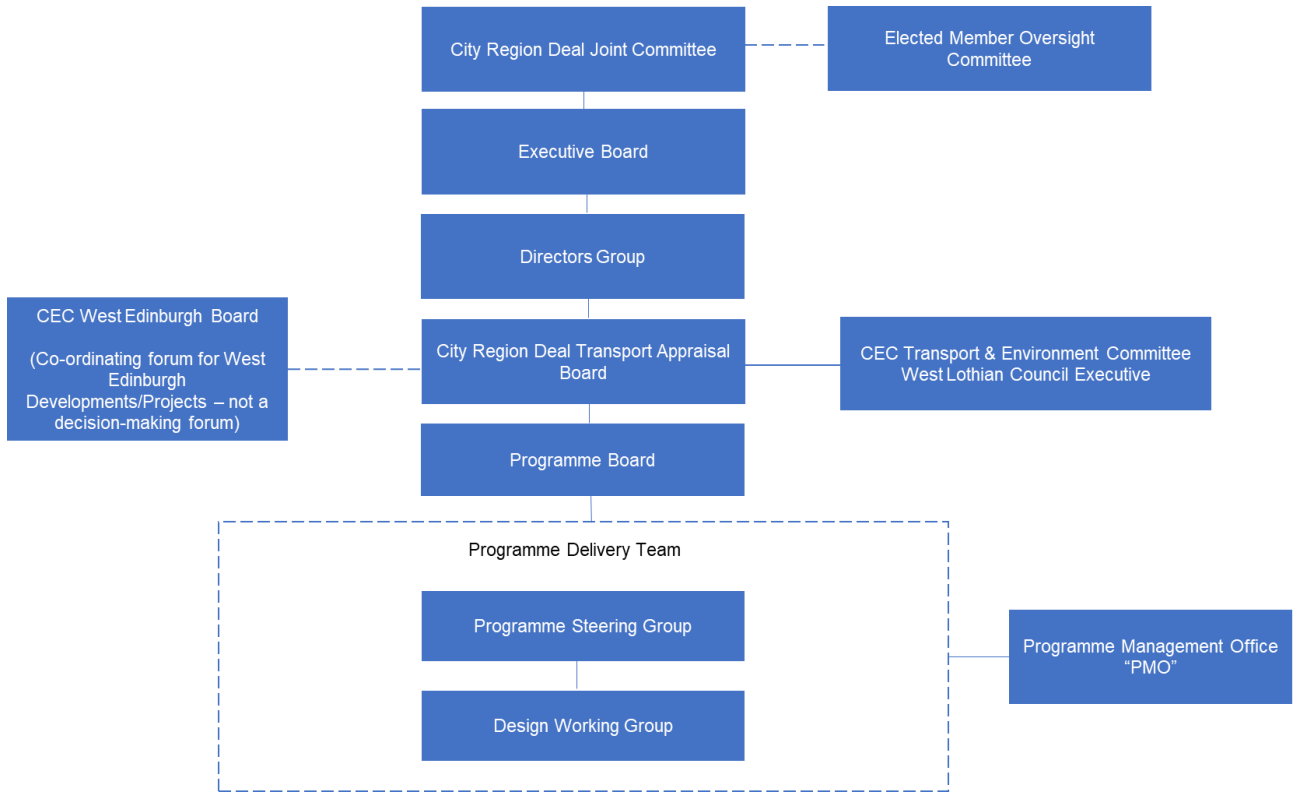 City Region Deal Joint Committee
Elected Member Oversight
Committee
Executive Board
Directors Group
CEC West Edinburgh Board
(Co-ordinating forum for West
Edinburgh
Developments/Projects – not a
decision-making forum)
City Region Deal Transport Appraisal
Board
CEC Transport & Environment Committee
West Lothian Council Executive
Programme Board
Programme Delivery Team
Programme Steering Group
Programme Management Office
“PMO”
Design Working Group